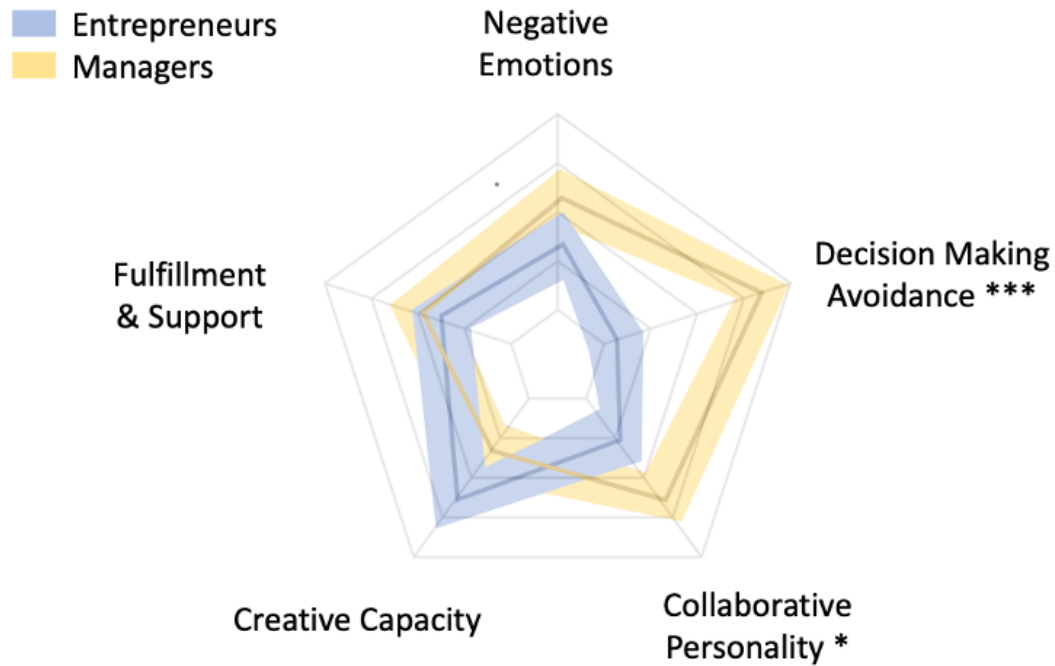 Entrepreneurs
Managers
Negative
Emotions
Decision Making
Avoidance ***
Fulfillment
& Support
Creative Capacity
Collaborative
Personality *